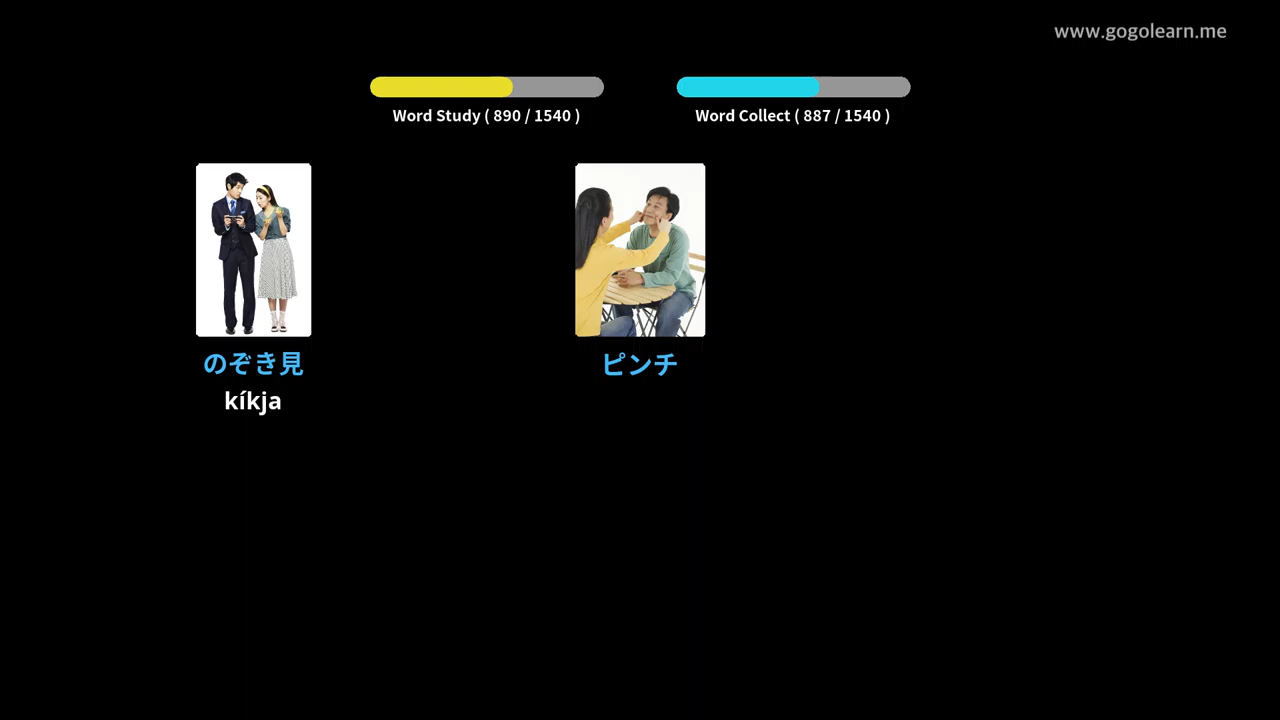 www.gogolearn.me
Word Study ( 890 / 1540 )
Word Collect ( 887 / 1540 )
のぞき見
kíkja
ピンチ